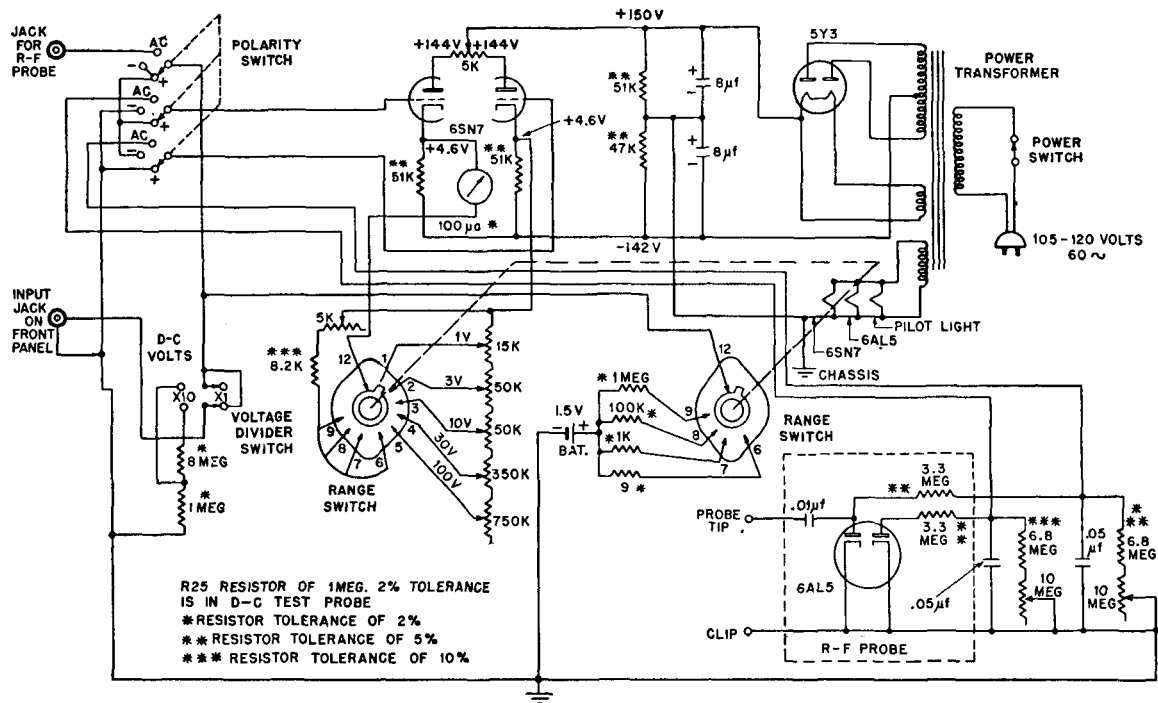 JACK
FOR
R-F
PROBE
AC
-
+
AC
-
+
AC
-
+
POLARITY
SWITCH
+144V
+144V
5K
6SN7
+4.6V
+4.6V
**
51K
**
51K
100µa *
+150V
**
51K
**
47K
+
-
8µf
+
-
8µf
-142V
5Y3
POWER
TRANSFORMER
POWER
SWITCH
105-120 VOLTS
60 ~
PILOT LIGHT
6AL5
6SN7
CHASSIS
INPUT
JACK
ON
FRONT
PANEL
D-C
VOLTS
X10
X1
VOLTAGE
DIVIDER
SWITCH
*
8 MEG
*
1 MEG
5K
***
8.2K
12
1
2
3
4
5
6
7
8
9
1V
3V
10V
30V
100V
15K
50K
50K
350K
750K
RANGE
SWITCH
1.5V
-
+
BAT.
* 1 MEG
100K *
*1K
9 *
12
9
8
7
6
RANGE
SWITCH
PROBE
TIP
.01µf
**
3.3
MEG
3.3
MEG
*
*
6AL5
CLIP
R-F PROBE
.05µf
***
6.8
MEG
10
MEG
.05
µf
*
**
6.8
MEG
10
MEG
R25 RESISTOR OF 1MEG. 2% TOLERANCE
IS IN D-C TEST PROBE
*RESISTOR TOLERANCE OF 2%
** RESISTOR TOLERANCE OF 5%
*** RESISTOR TOLERANCE OF 10%